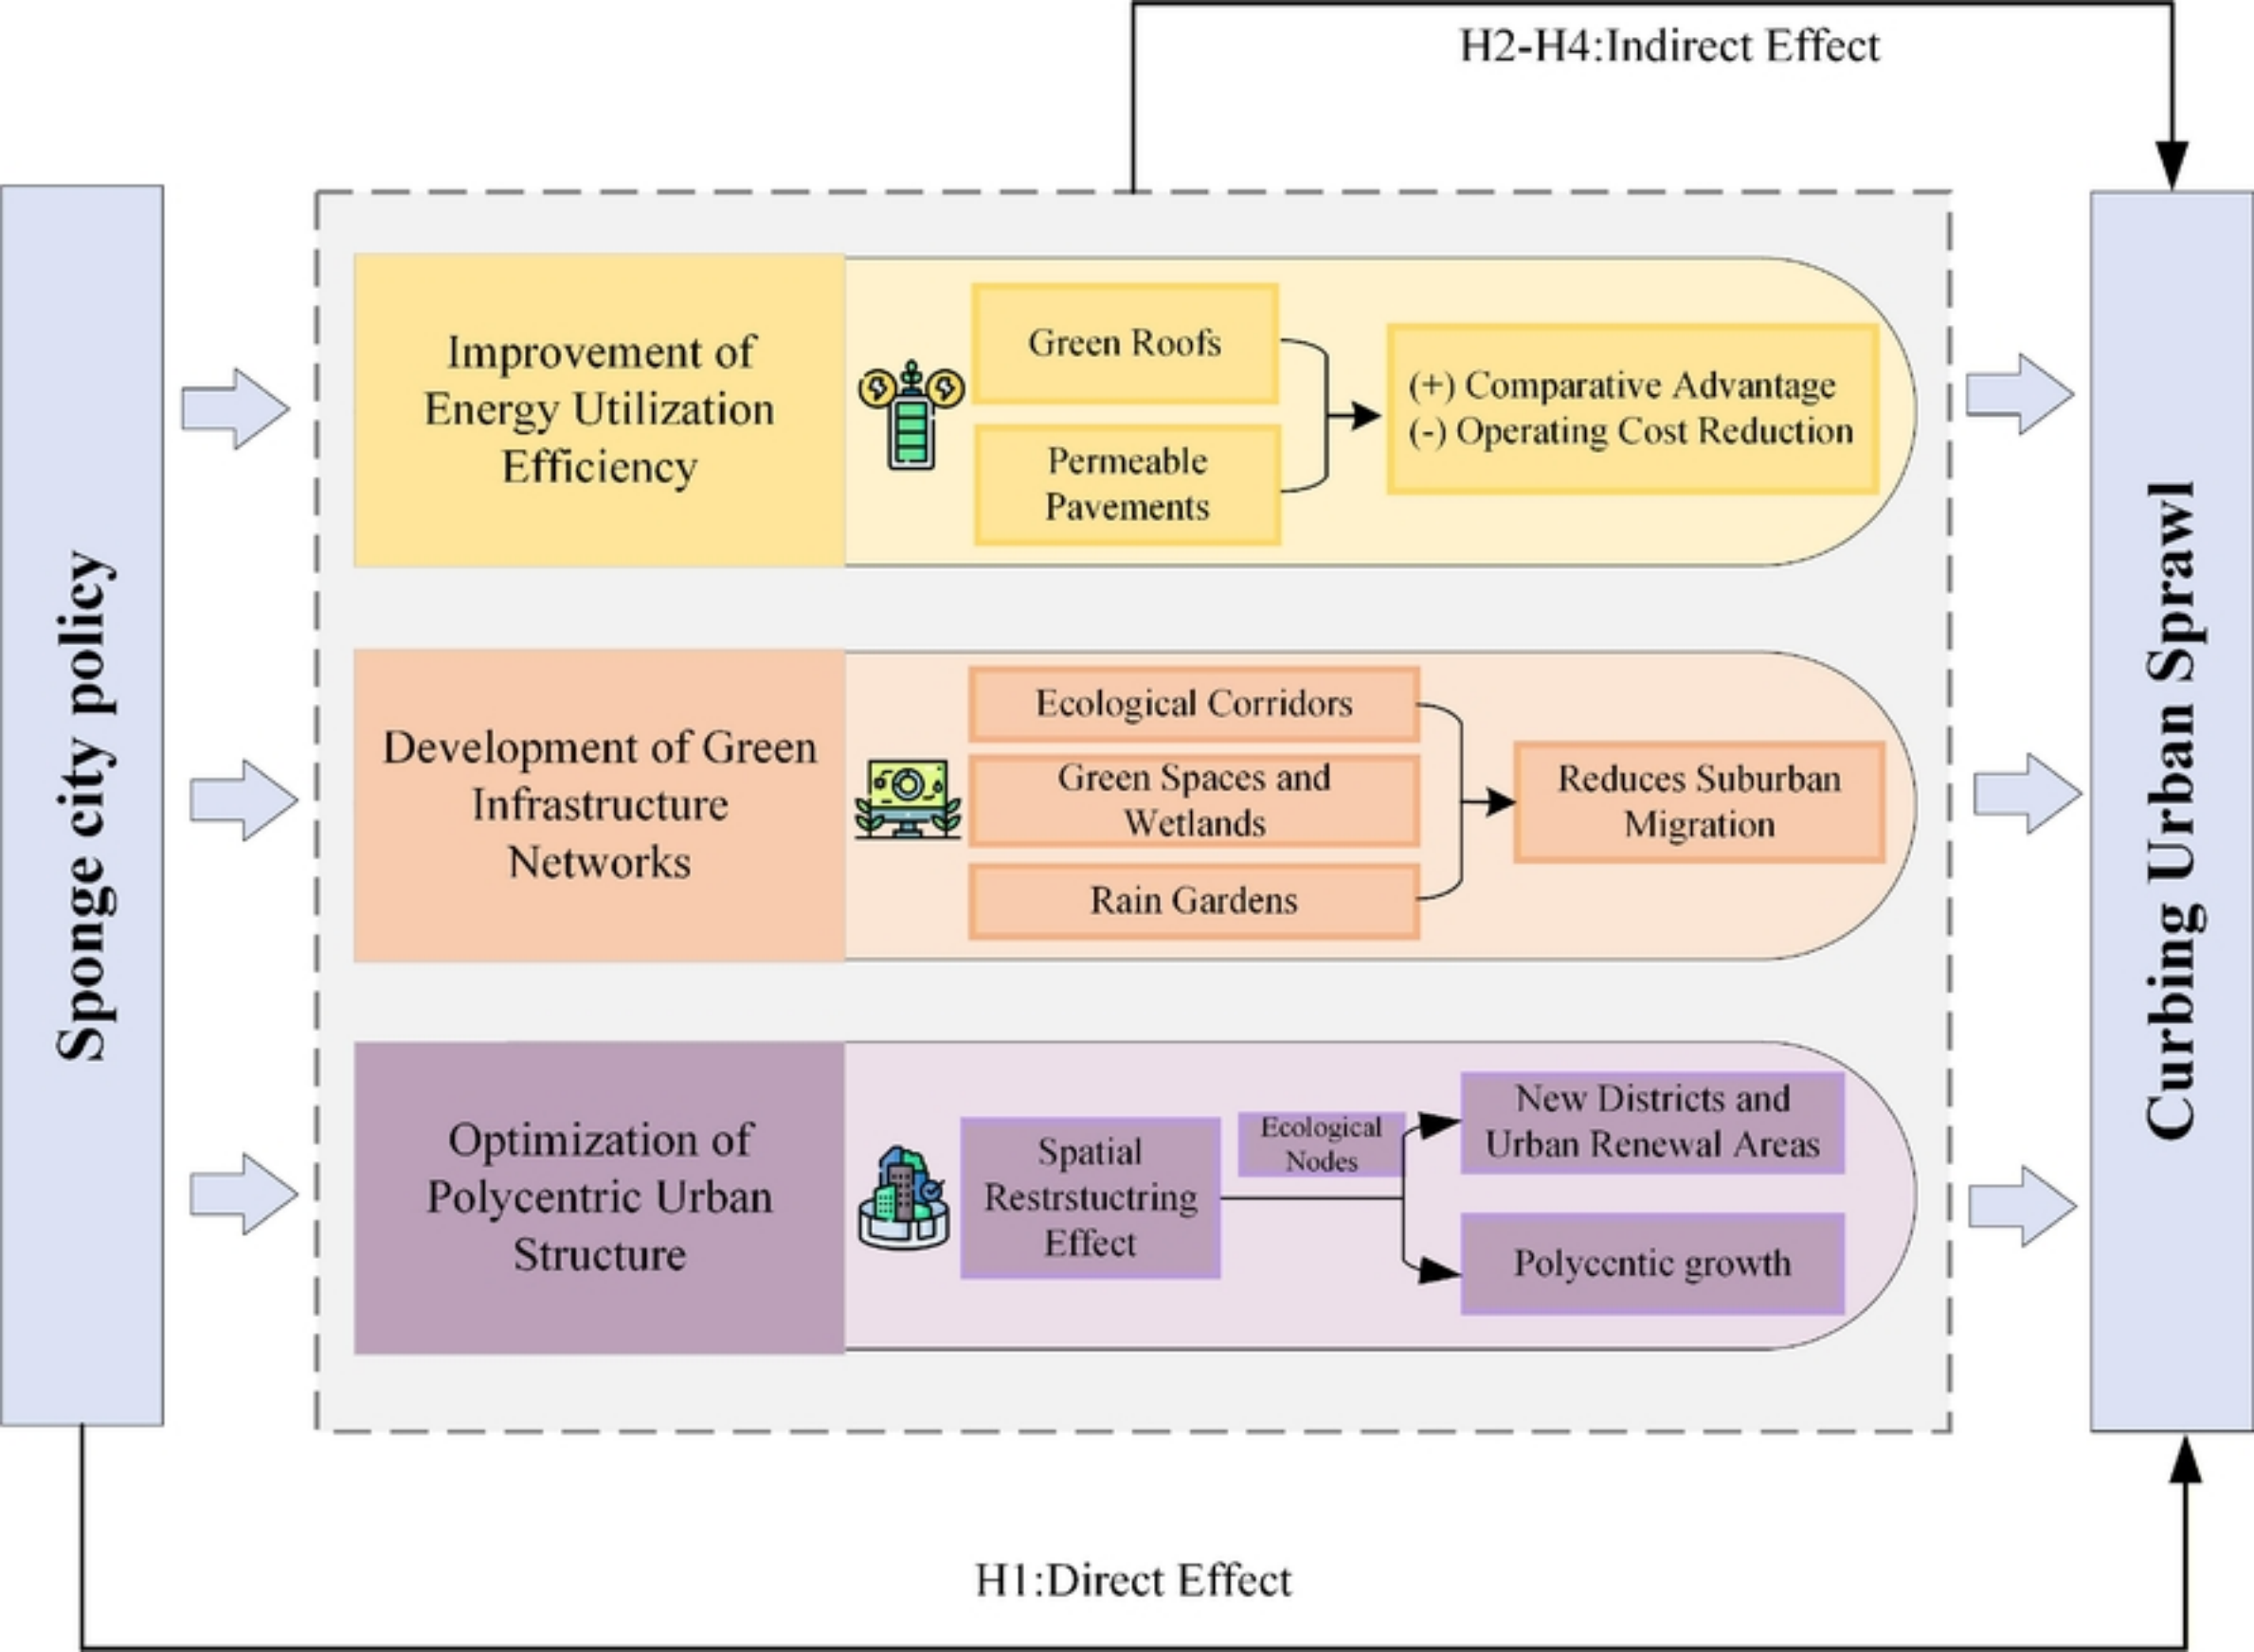 H2-H4:Indirect Effect
Sponge city policy
Improvement of
Energy Utilization
Efficiency
Green Roofs
Permeable
Pavements
(+) Comparative Advantage
(-) Operating Cost Reduction
Development of Green
Infrastructure
Networks
Ecological Corridors
Green Spaces and
Wetlands
Rain Gardens
Reduces Suburban
Migration
Optimization of
Polycentric Urban
Structure
Spatial
Restrstuctring
Effect
Ecological
Nodes
New Districts and
Urban Renewal Areas
Polyccntic growth
Curbing Urban Sprawl
H1:Direct Effect